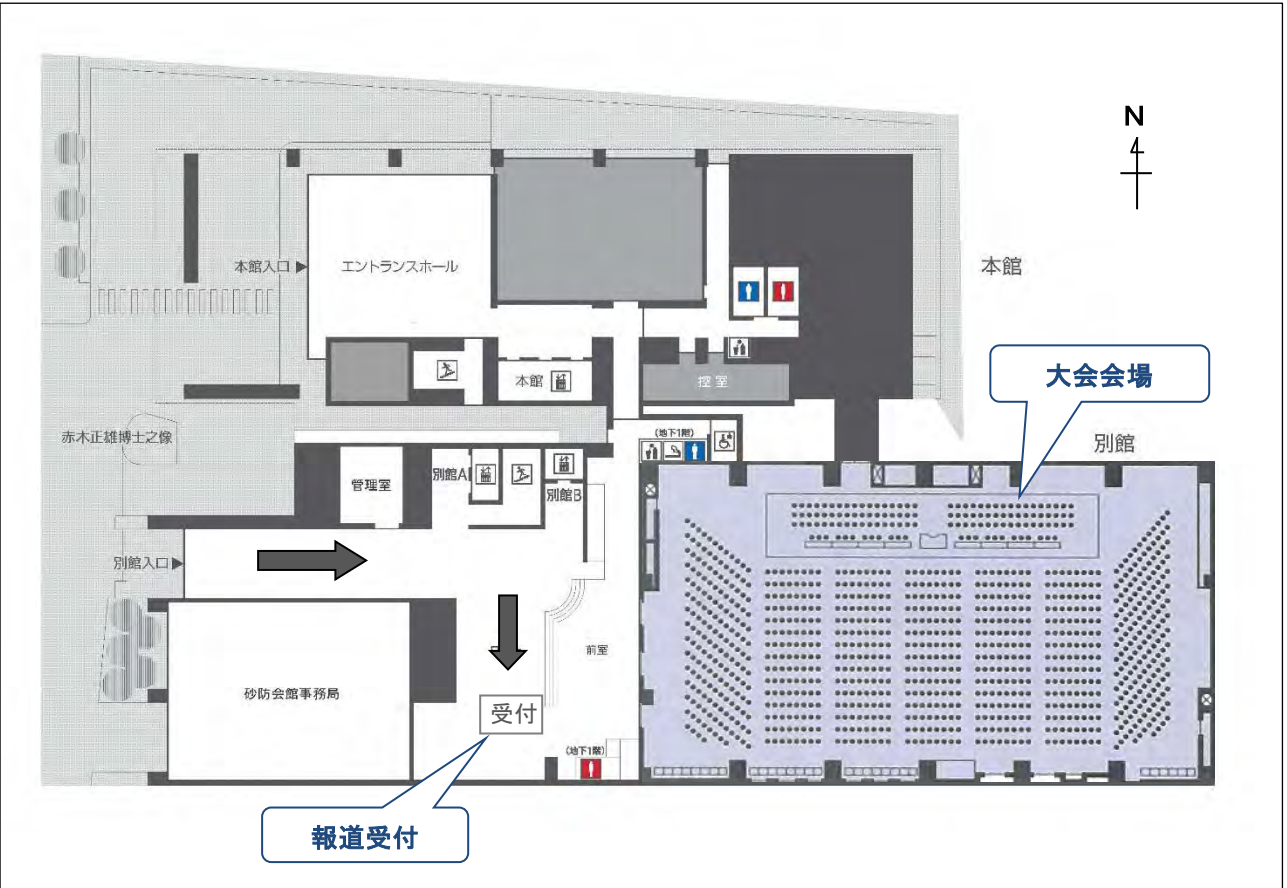 N
本館入口▶
エントランスホール
本館
本館
控室
大会会場
赤木正雄博士之像
(地下1階)
別館
管理室
別館A
別館B
別館入口▶
前室
砂防会館事務局
受付
(地下1階)
報道受付